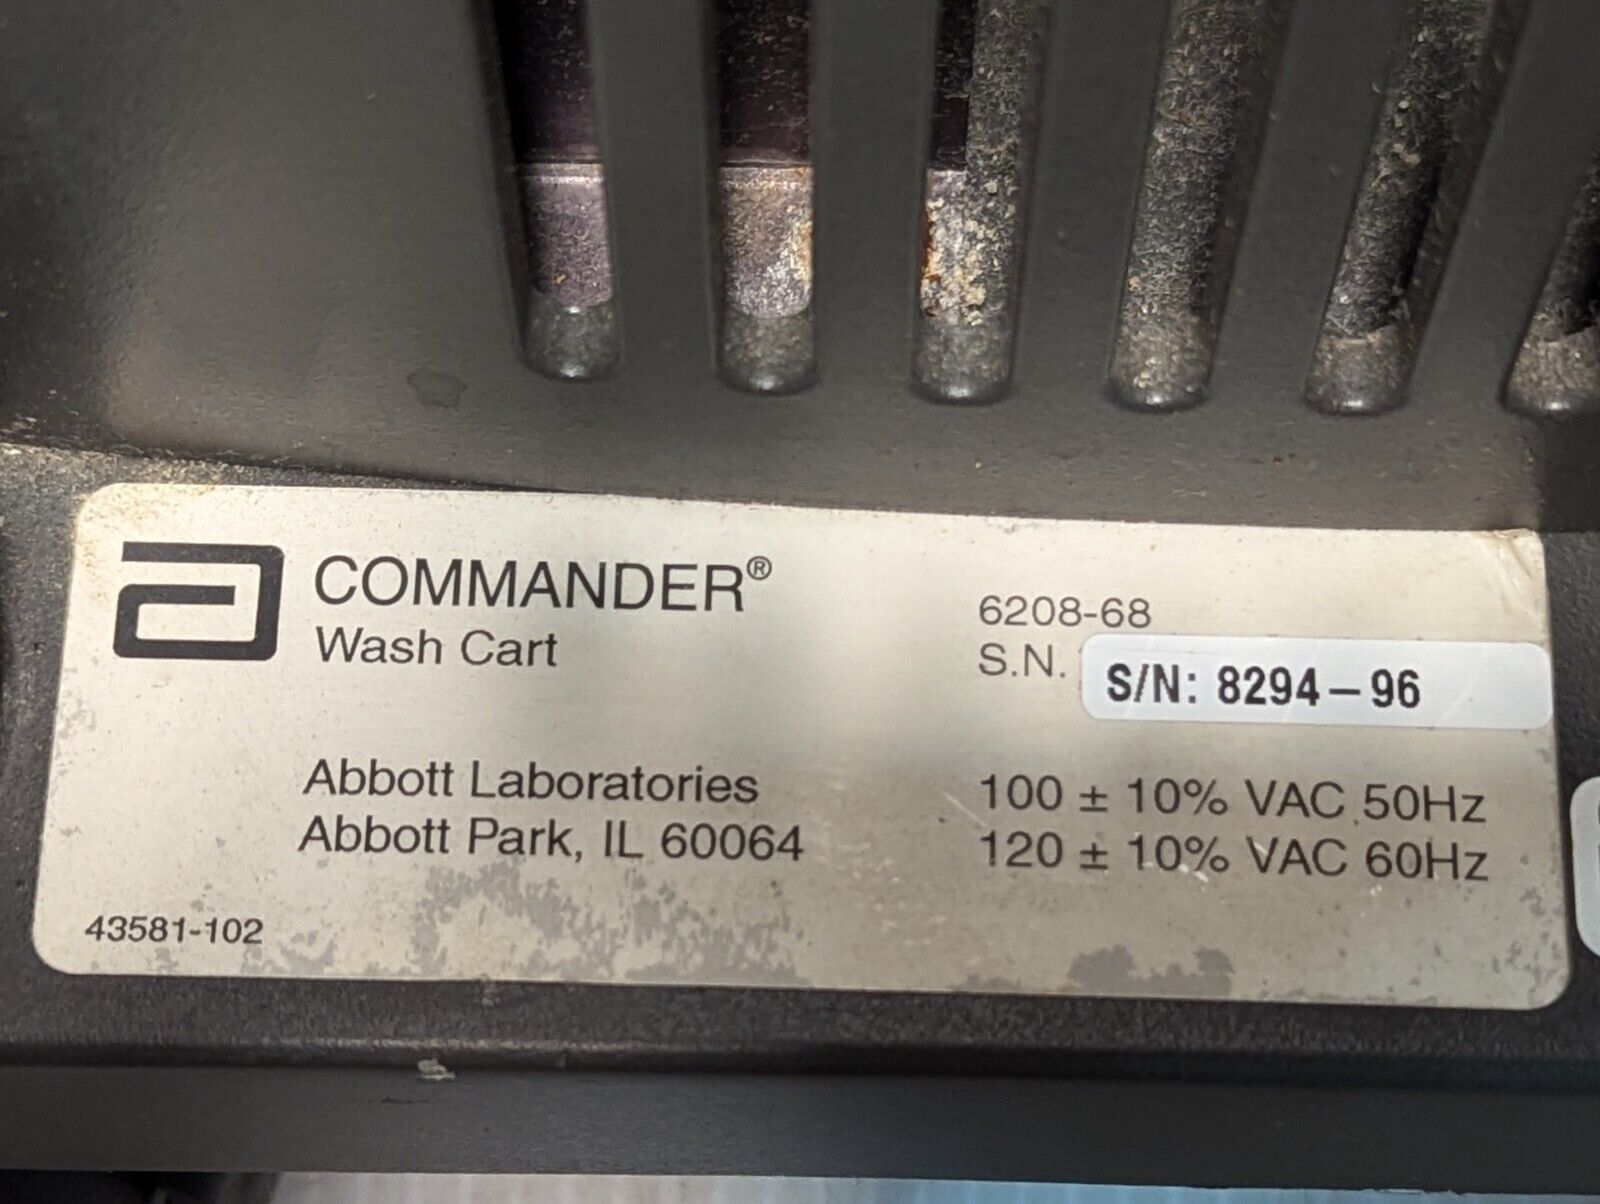 COMMANDER®
Wash Cart
6208-68
S.N.
S/N: 8294-96
Abbott Laboratories
Abbott Park, IL 60064
100 ± 10% VAC 50Hz
120 ± 10% VAC 60Hz
43581-102